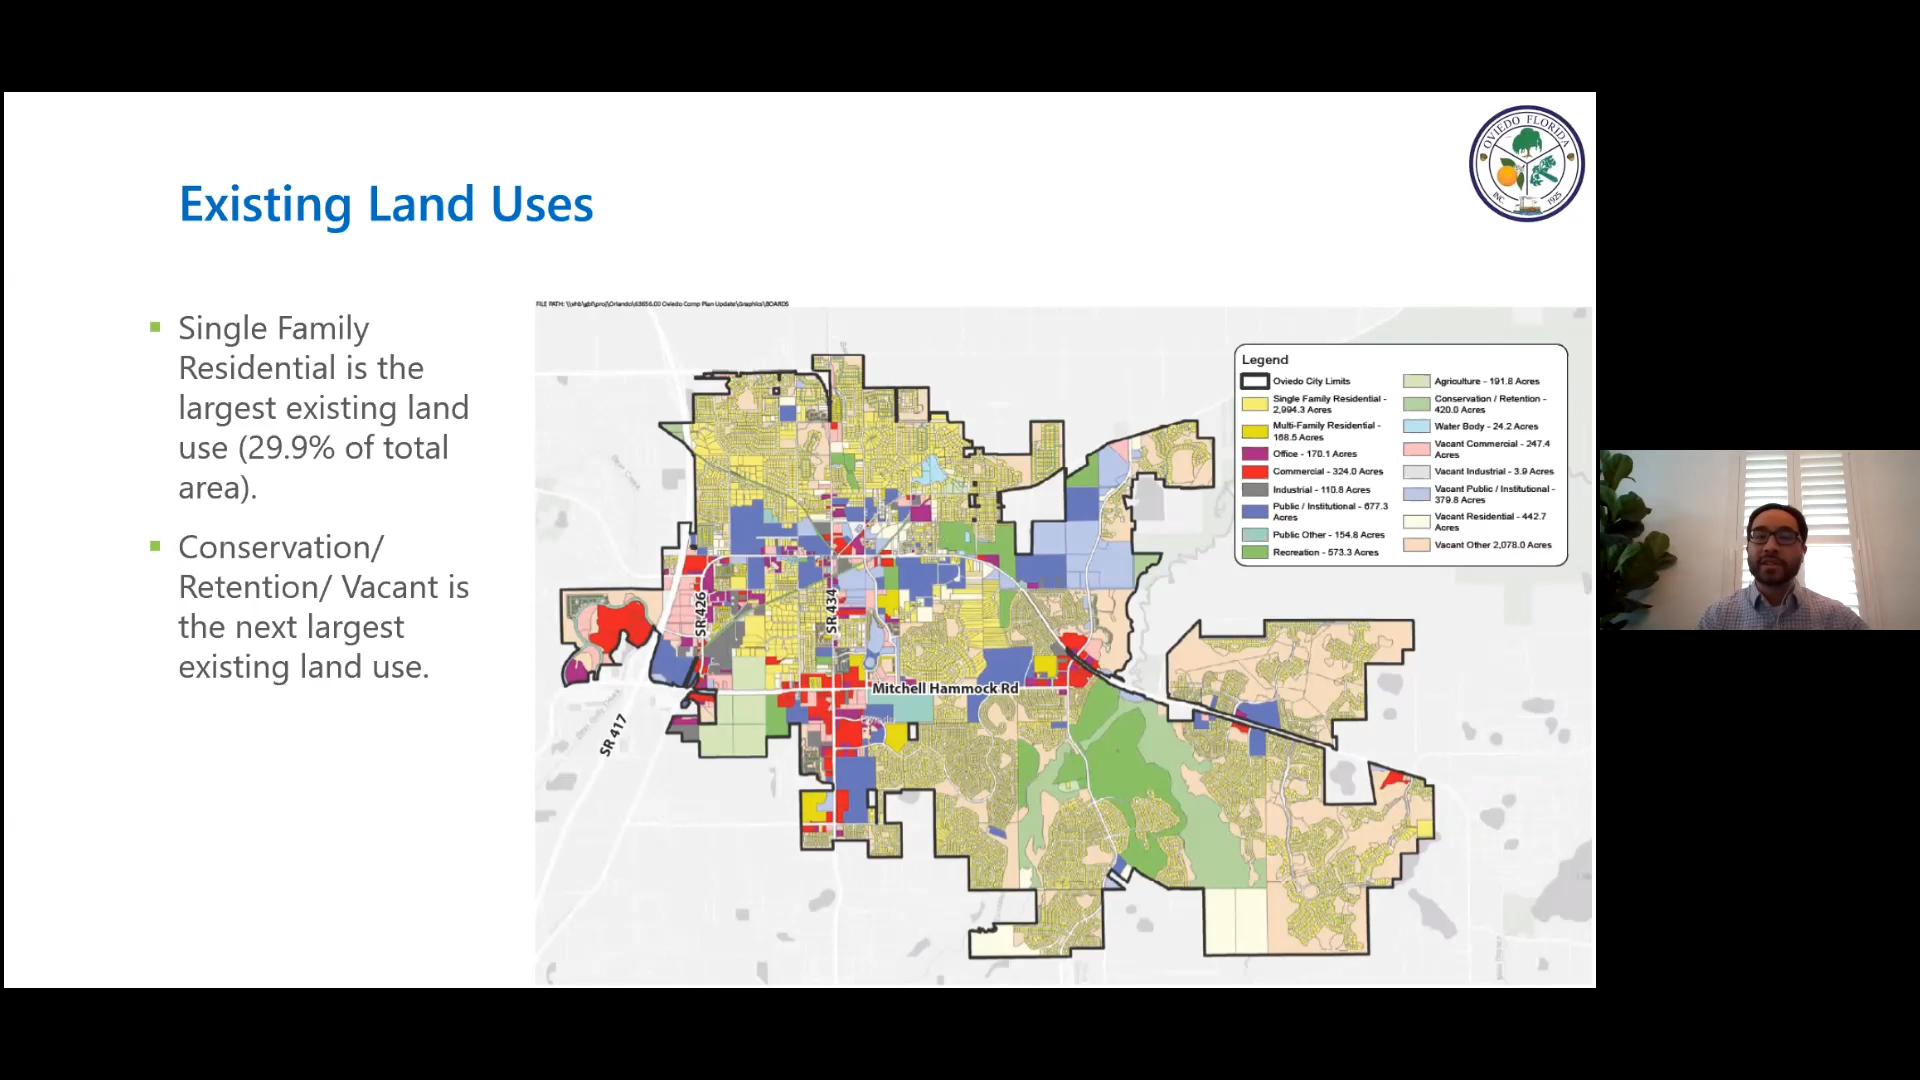 OVIEDO FLORIDA
INC. 1925
Existing Land Uses
Single Family
Residential is the
largest existing land
use (29.9% of total
area).
Conservation/
Retention/ Vacant is
the next largest
existing land use.
Legend
Oviedo City Limits
Single Family Residential -
2,994.3 Acres
Multi-Family Residential -
168.5 Acres
Office - 170.1 Acres
Commercial - 324.0 Acres
Industrial - 110.8 Acres
Public / Institutional - 677.3
Acres
Public Other - 154.8 Acres
Recreation - 573.3 Acres
Agriculture - 191.8 Acres
Conservation / Retention -
420.0 Acres
Water Body - 24.2 Acres
Vacant Commercial - 247.4
Acres
Vacant Industrial - 3.9 Acres
Vacant Public / Institutional -
379.8 Acres
Vacant Residential - 442.7
Acres
Vacant Other 2,078.0 Acres
SR 426
SR 434
Mitchell Hammock Rd
SR 417